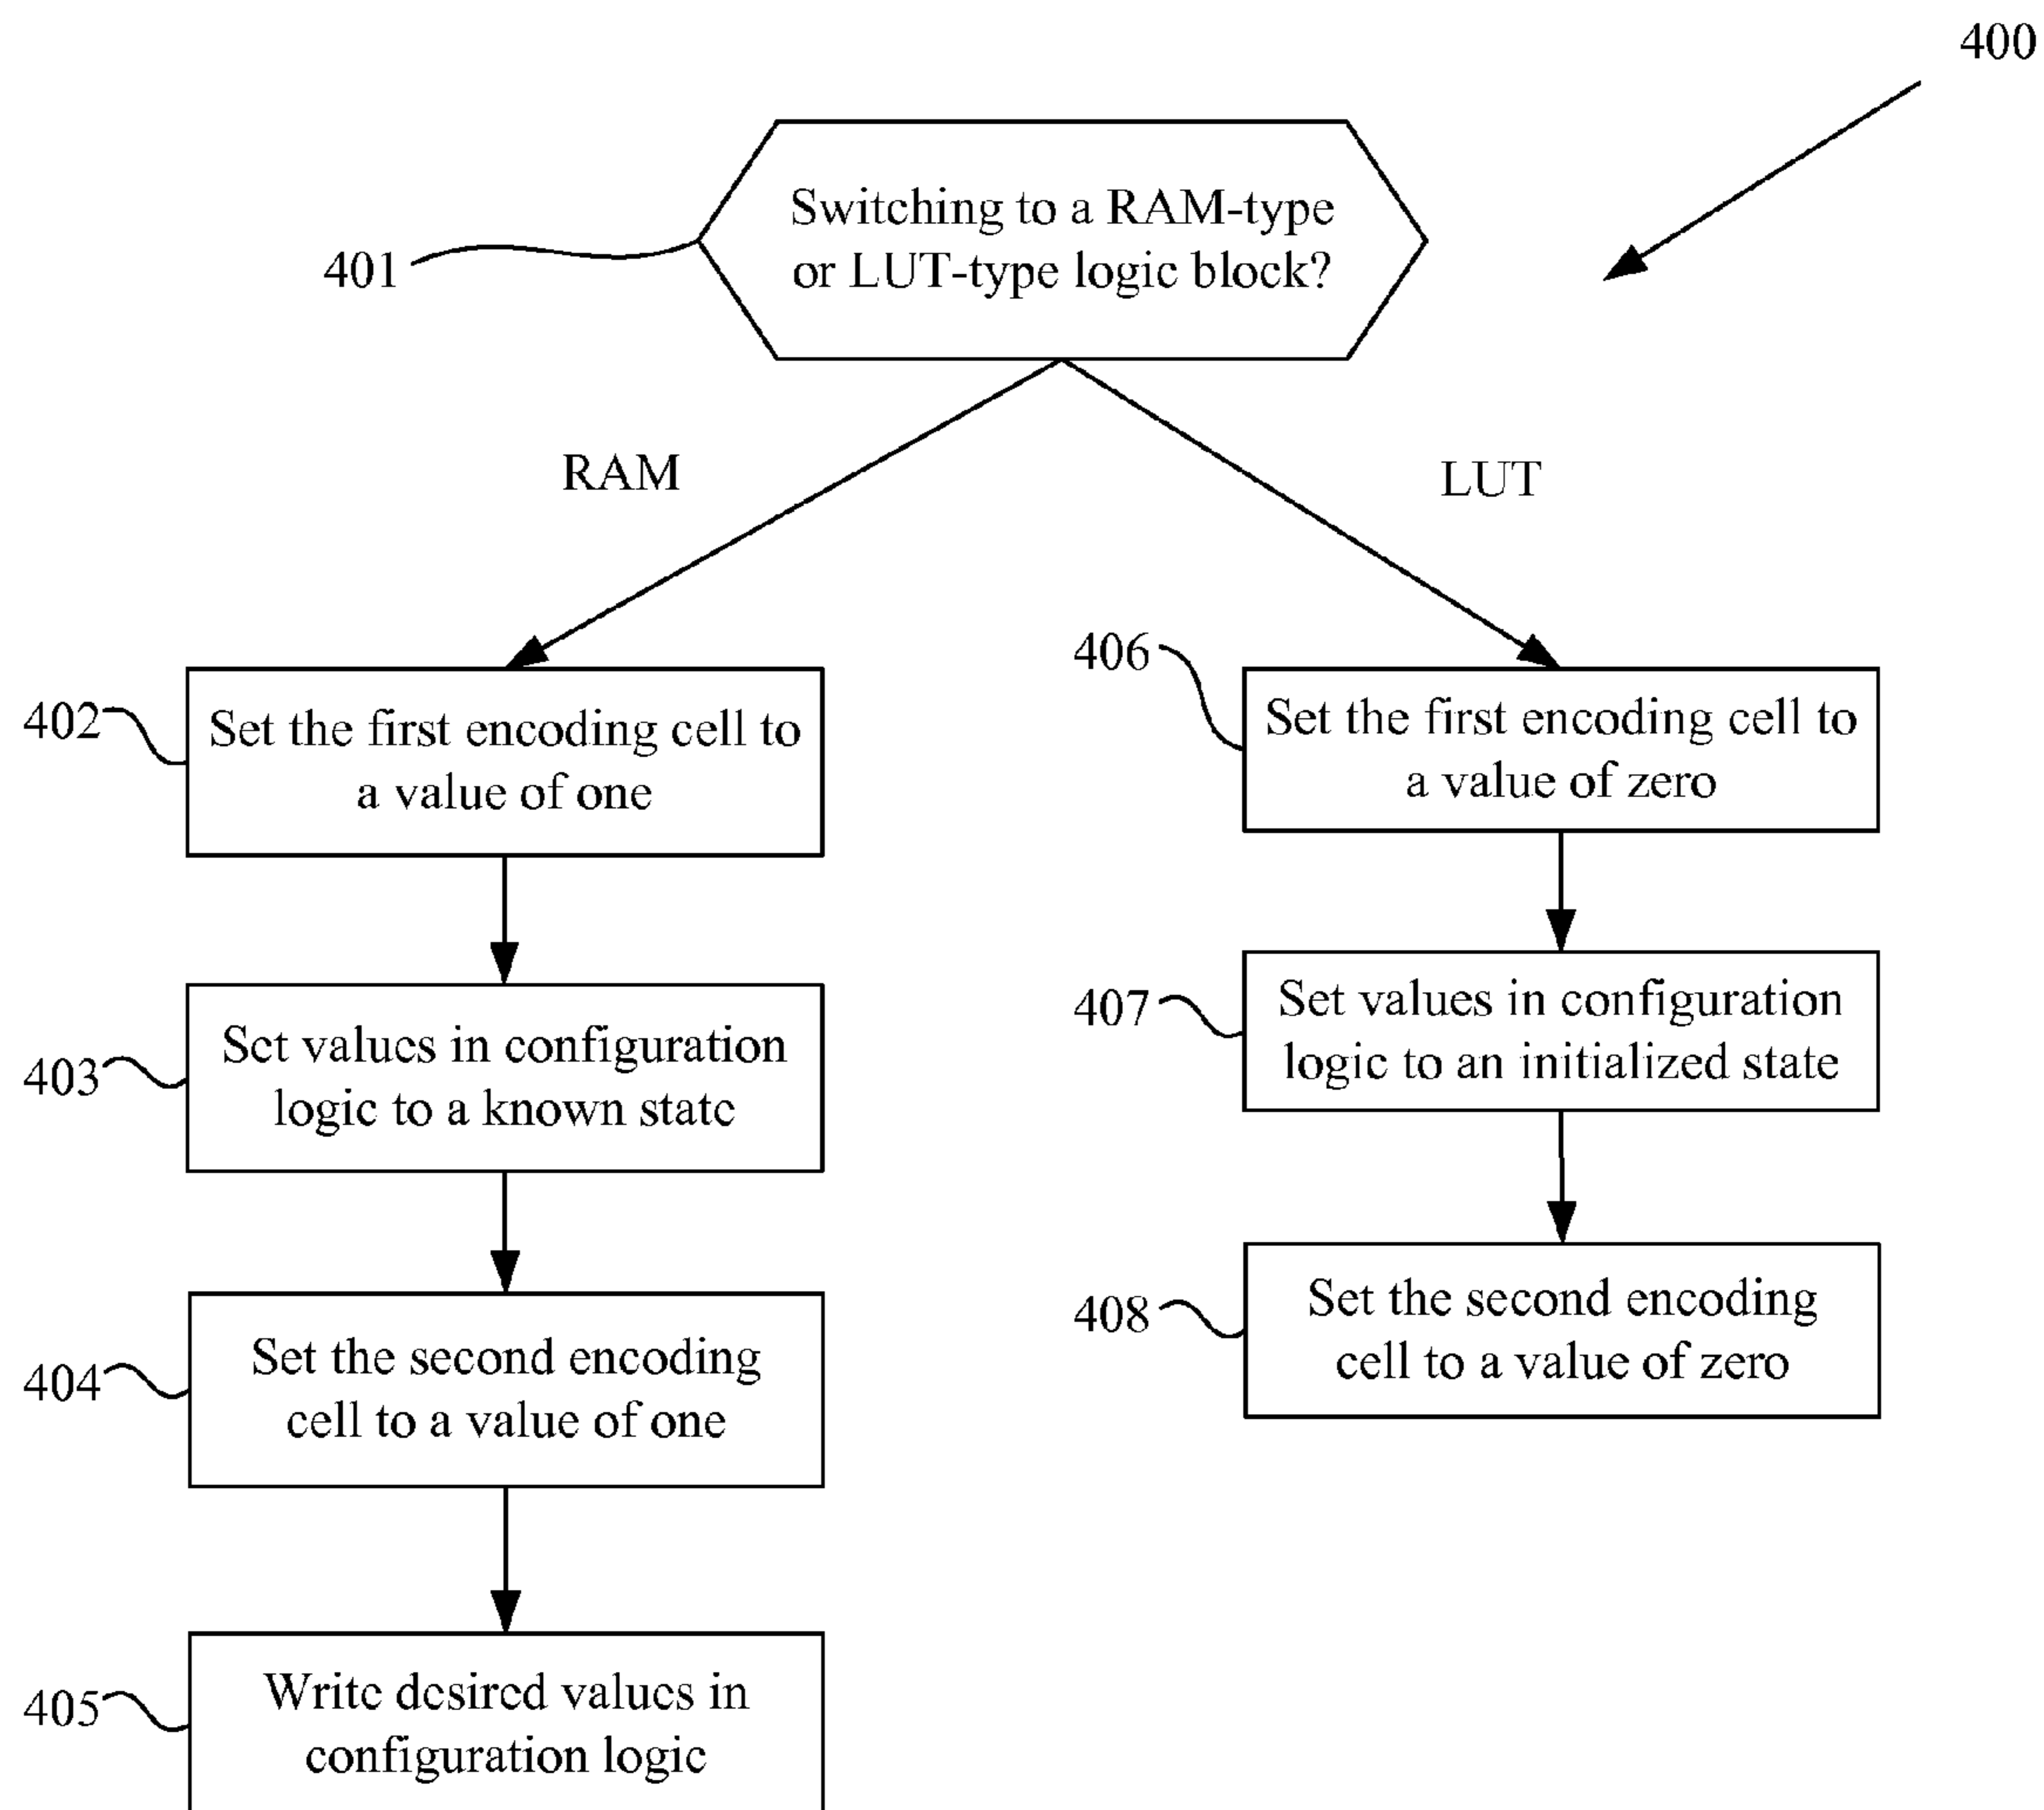 400
Switching to a RAM-type
or LUT-type logic block?
401
RAM
LUT
402
Set the first encoding cell to
a value of one
403
Set values in configuration
logic to a known state
404
Set the second encoding
cell to a value of one
405
Write desired values in
configuration logic
406
Set the first encoding cell to
a value of zero
407
Set values in configuration
logic to an initialized state
408
Set the second encoding
cell to a value of zero